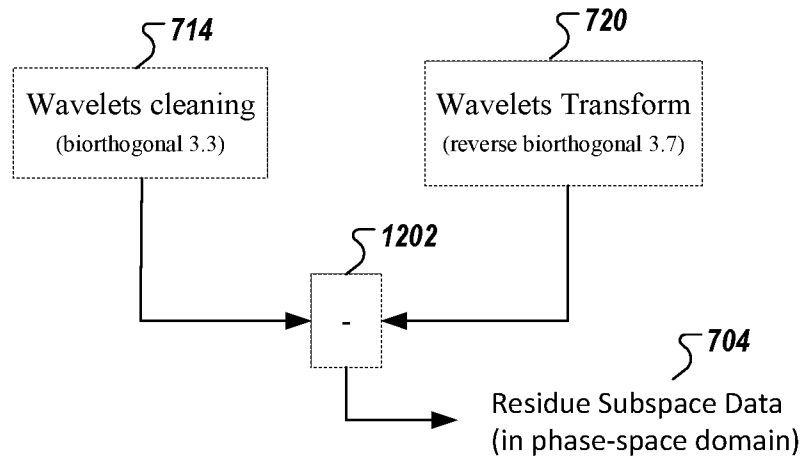 714
720
Wavelets cleaning
(biorthogonal 3.3)
Wavelets Transform
(reverse biorthogonal 3.7)
1202
-
704
Residue Subspace Data
(in phase-space domain)